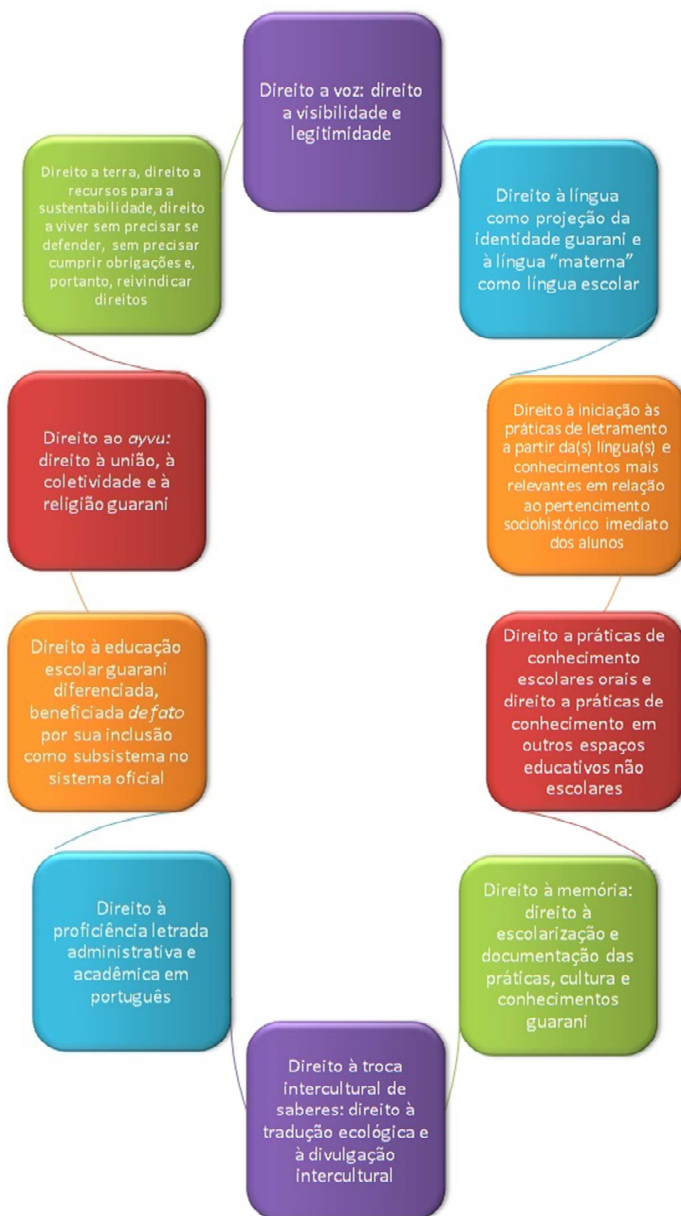 Direito a voz: direito
a visibilidade e
legitimidade
Direito à língua
como projeção da
identidade guarani e
à língua “materna”
como língua escolar
Direito à iniciação às
práticas de letramento
a partir da(s) língua(s) e
conhecimentos mais
relevantes em relação
ao pertencimento
sociohistórico imediato
dos alunos
Direito a práticas de
conhecimento
escolares orais e
direito a práticas de
conhecimento em
outros espaços
educativos não
escolares
Direito à memória:
direito à
escolarização e
documentação das
práticas, cultura e
conhecimentos
guarani
Direito à troca
intercultural de
saberes: direito à
tradução ecológica e
à divulgação
intercultural
Direito à
proficiência letrada
administrativa e
acadêmica em
português
Direito à educação
escolar guarani
diferenciada,
beneficiada de fato
por sua inclusão
como subsistema no
sistema oficial
Direito ao ayvu:
direito à união, à
coletividade e à
religião guarani
Direito a terra, direito a
recursos para a
sustentabilidade, direito
a viver sem precisar se
defender, sem precisar
cumprir obrigações e,
portanto, reivindicar
direitos